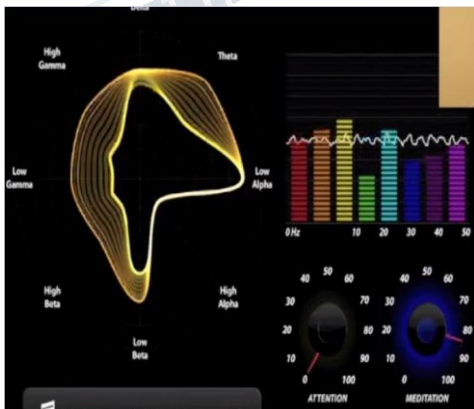 Delta
High
Gamma
Theta
Low
Gamma
Low
Alpha
High
Beta
High
Alpha
Low
Beta
0 Hz 10 20 30 40 50
50
40 60
30 70
20 80
10 90
0 100
ATTENTION
50
40 60
30 70
20 80
10 90
0 100
MEDITATION